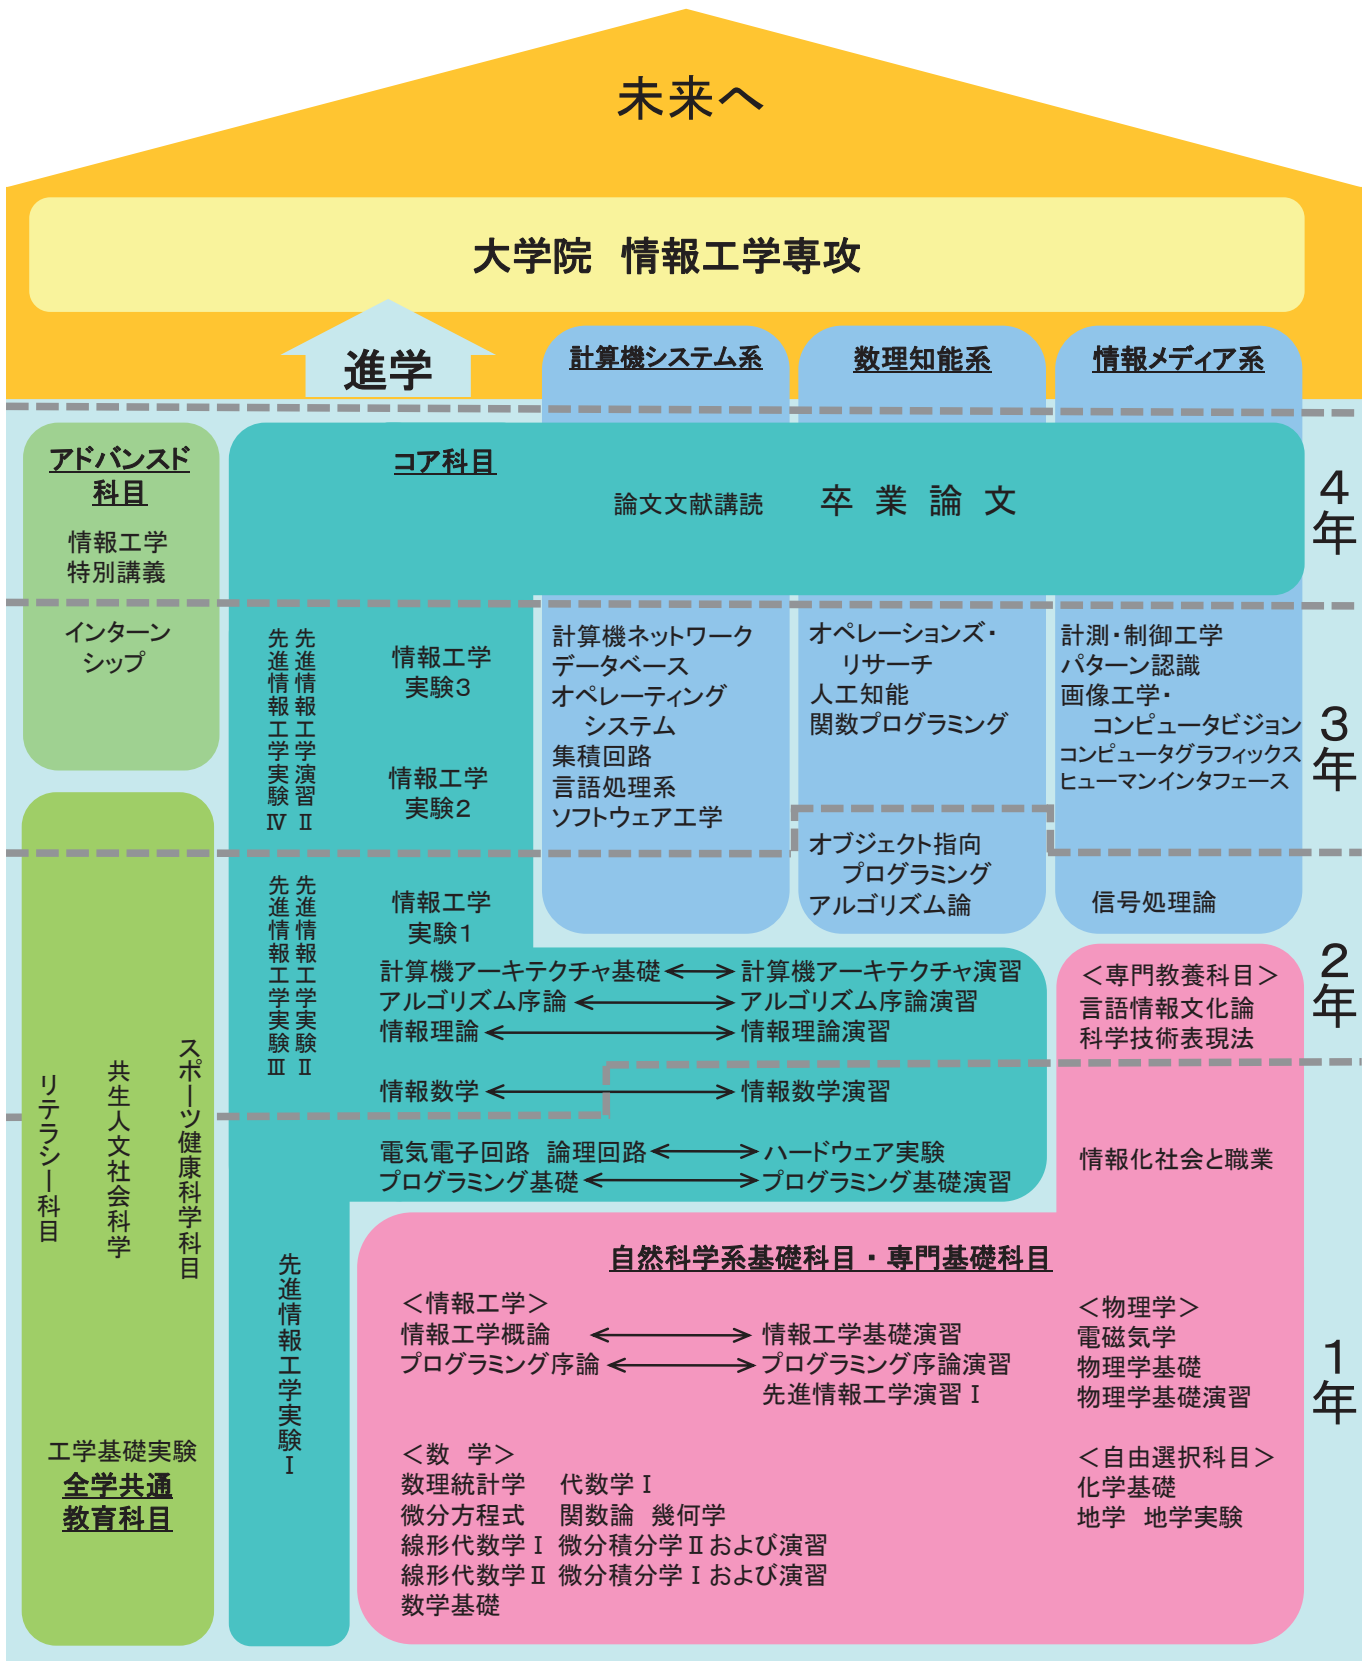 未来へ
大学院 情報工学専攻
進学
計算機システム系
数理知能系
情報メディア系
アドバンスド
科目
情報工学
特別講義
インターン
シップ
コア科目
論文文献講読
卒業論文
4年
先進情報工学実験Ⅳ
先進情報工学演習Ⅱ
情報工学
実験3
情報工学
実験2
計算機ネットワーク
データベース
オペレーティング
システム
集積回路
言語処理系
ソフトウェア工学
オペレーションズ・
リサーチ
人工知能
関数プログラミング
計測・制御工学
パターン認識
画像工学・
コンピュータビジョン
コンピュータグラフィックス
ヒューマンインタフェース
3年
オブジェクト指向
プログラミング
アルゴリズム論
信号処理論
先進情報工学実験Ⅲ
先進情報工学実験Ⅱ
情報工学
実験1
計算機アーキテクチャ基礎 ⟷ 計算機アーキテクチャ演習
アルゴリズム序論 ⟷ アルゴリズム序論演習
情報理論 ⟷ 情報理論演習
情報数学 ⟷ 情報数学演習
＜専門教養科目＞
言語情報文化論
科学技術表現法
2年
電気電子回路 論理回路 ⟷ ハードウェア実験
プログラミング基礎 ⟷ プログラミング基礎演習
情報化社会と職業
リテラシー科目
共生人文社会科学
スポーツ健康科学科目
工学基礎実験
全学共通
教育科目
先進情報工学実験Ⅰ
自然科学系基礎科目・専門基礎科目
＜情報工学＞
情報工学概論 ⟷ 情報工学基礎演習
プログラミング序論 ⟷ プログラミング序論演習
先進情報工学演習Ⅰ
＜数 学＞
数理統計学 代数学Ⅰ
微分方程式 関数論 幾何学
線形代数学Ⅰ 微分積分学Ⅱおよび演習
線形代数学Ⅱ 微分積分学Ⅰおよび演習
数学基礎
＜物理学＞
電磁気学
物理学基礎
物理学基礎演習
＜自由選択科目＞
化学基礎
地学 地学実験
1年